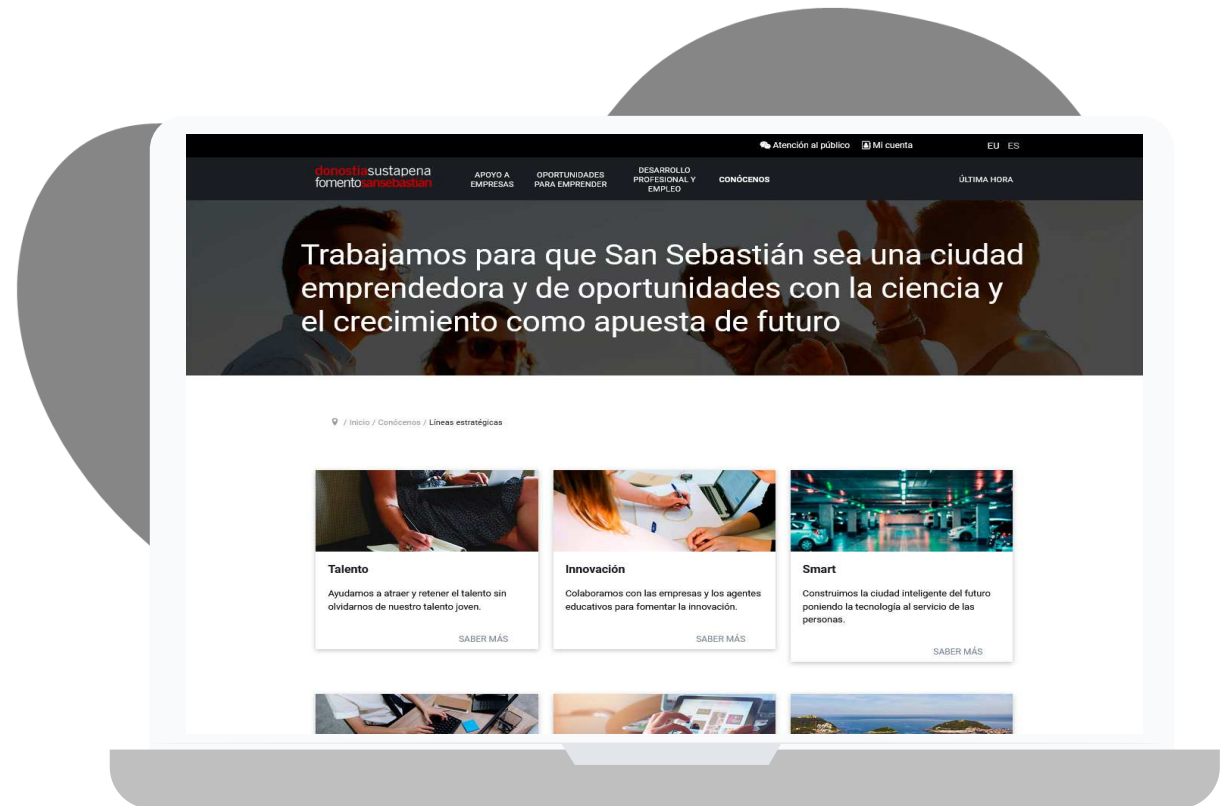 Atención al público Mi cuenta EU ES
donostiasustapena
fomentosansebastian
APOYO A
EMPRESAS
OPORTUNIDADES
PARA EMPRENDER
DESARROLLO
PROFESIONAL Y
EMPLEO
CONÓCENOS
ÚLTIMA HORA
Trabajamos para que San Sebastián sea una ciudad
emprendedora y de oportunidades con la ciencia y
el crecimiento como apuesta de futuro
/ Inicio / Conócenos / Líneas estratégicas
Talento
Ayudamos a atraer y retener el talento sin
olvidarnos de nuestro talento joven.
SABER MÁS
Innovación
Colaboramos con las empresas y los agentes
educativos para fomentar la innovación.
SABER MÁS
Smart
Construimos la ciudad inteligente del futuro
poniendo la tecnología al servicio de las
personas.
SABER MÁS